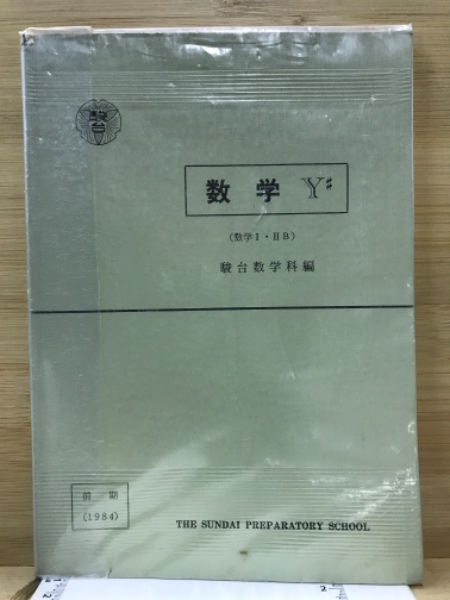 駿台
数学 Y♯
(数学Ⅰ・ⅡB)
駿台数学科編
前期
(1984)
THE SUNDAI PREPARATORY SCHOOL
2